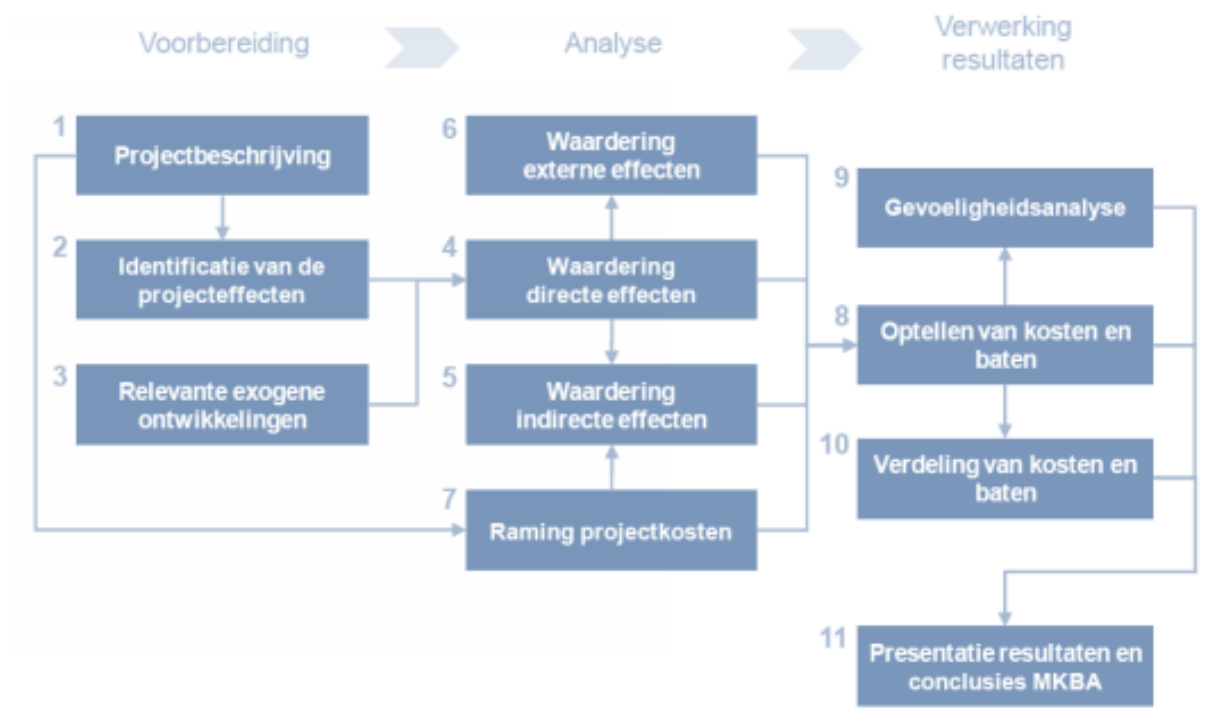 Voorbereiding
Analyse
Verwerking
resultaten
1
Projectbeschrijving
2
Identificatie van de
projecteffecten
3
Relevante exogene
ontwikkelingen
6
Waardering
externe effecten
4
Waardering
directe effecten
5
Waardering
indirecte effecten
7
Raming projectkosten
9
Gevoeligheidsanalyse
8
Optellen van kosten en
baten
10
Verdeling van kosten en
baten
11
Presentatie resultaten en
conclusies MKBA